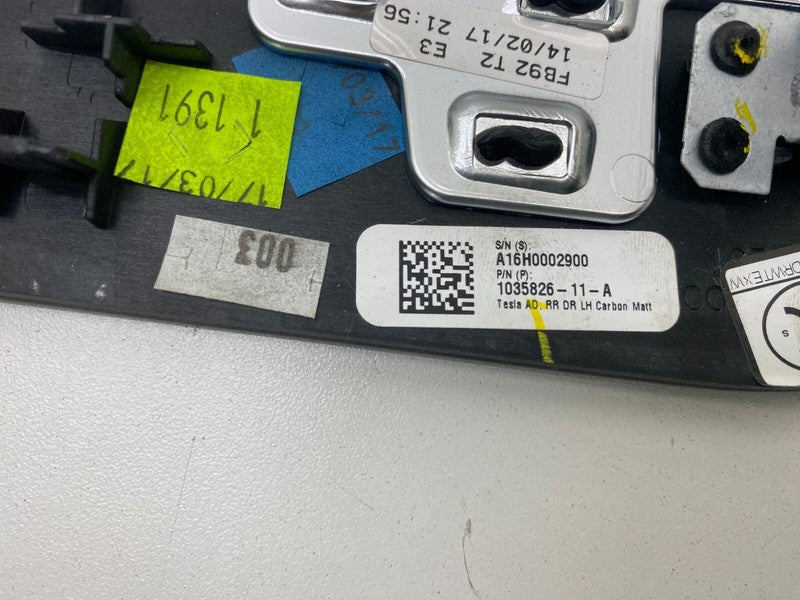 14/02/17 21:56
E3
FB92 T2
1 1391
17/03/17
003
S/N (S):
A16H0002900
P/N (P):
1035826-11-A
Tesla AD, RR DR LH Carbon Matt
CO
S